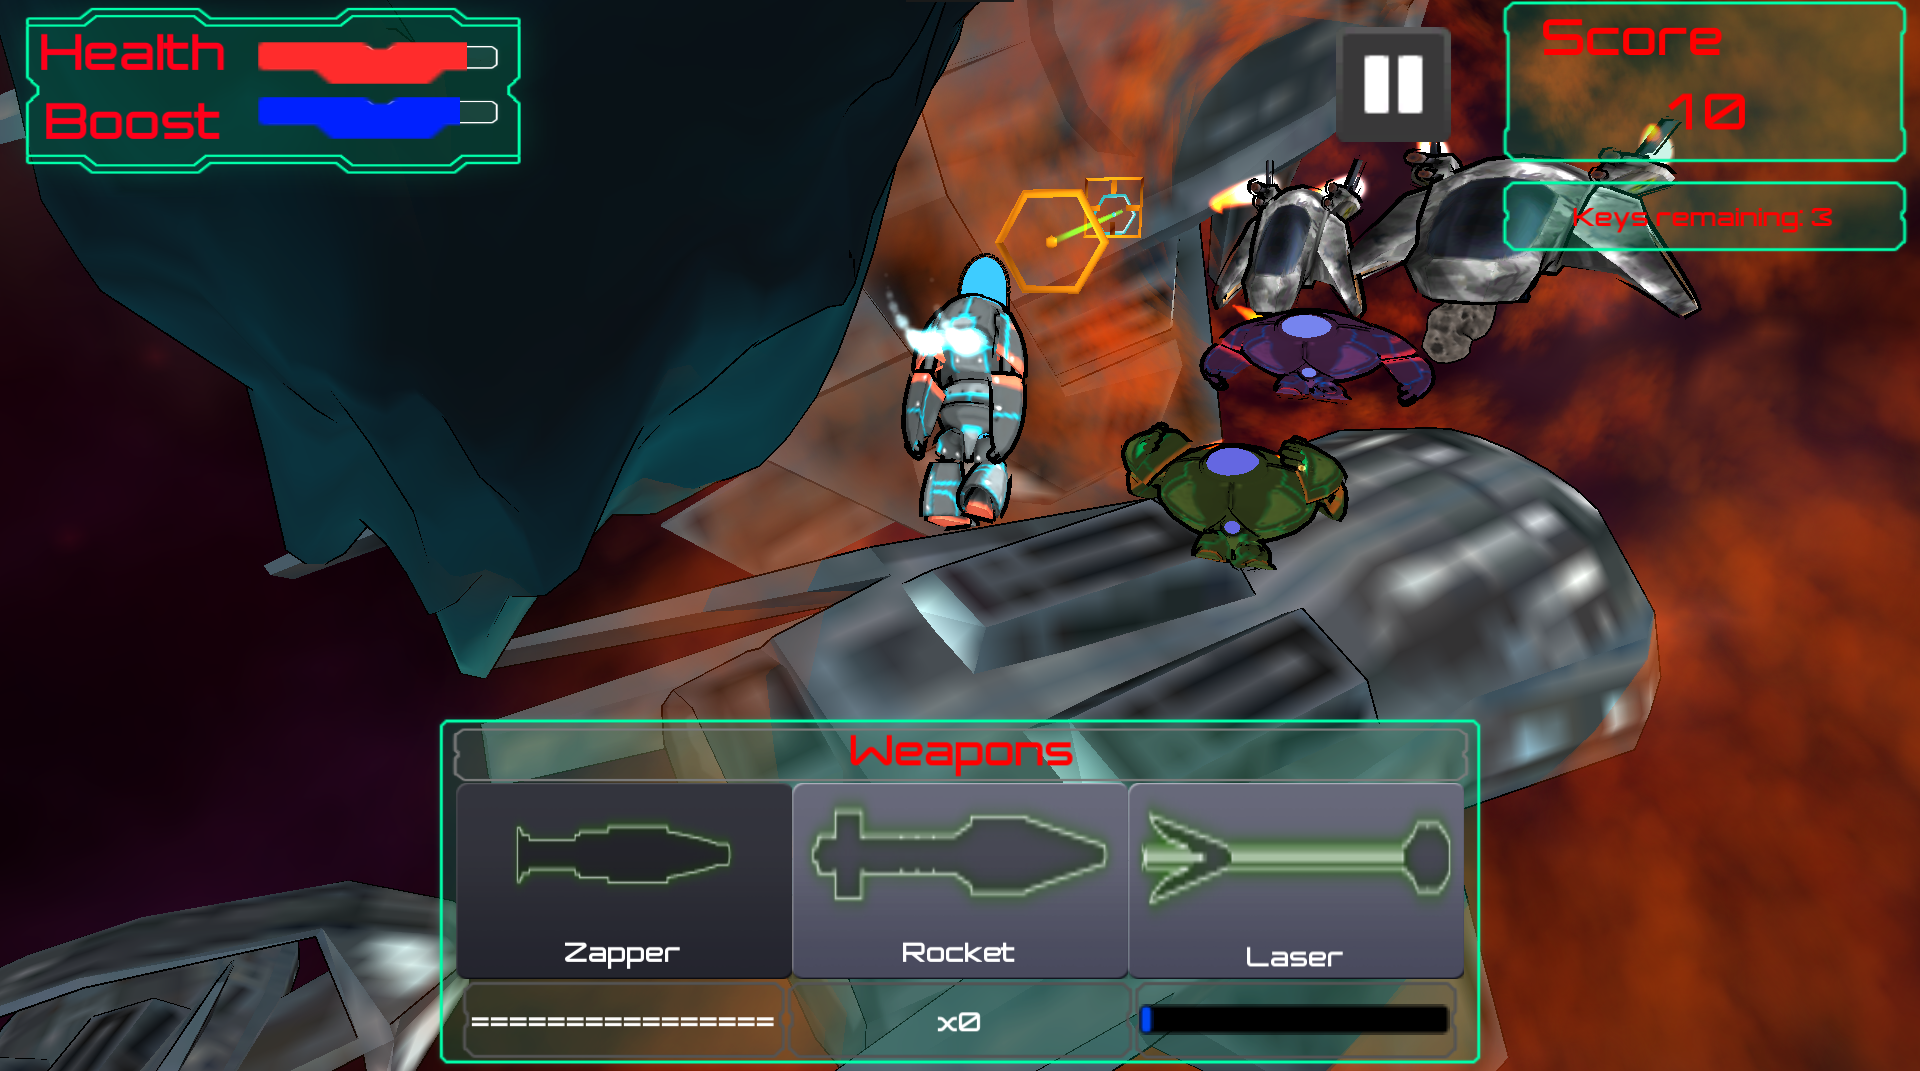 Health
Boost
Score
10
Keys remaining: 3
Weapons
Zapper
Rocket
Laser
================
x0